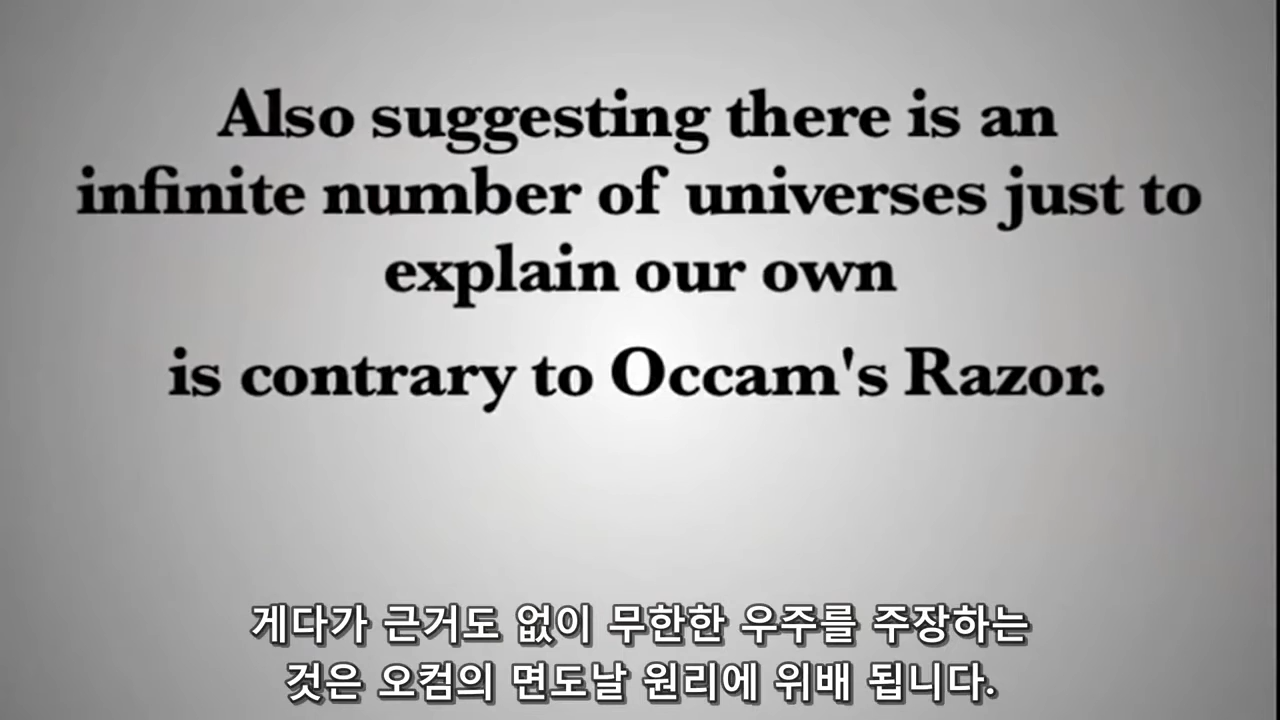 Also suggesting there is an
infinite number of universes just to
explain our own
is contrary to Occam's Razor.
게다가 근거도 없이 무한한 우주를 주장하는
것은 오컴의 면도날 원리에 위배 됩니다.